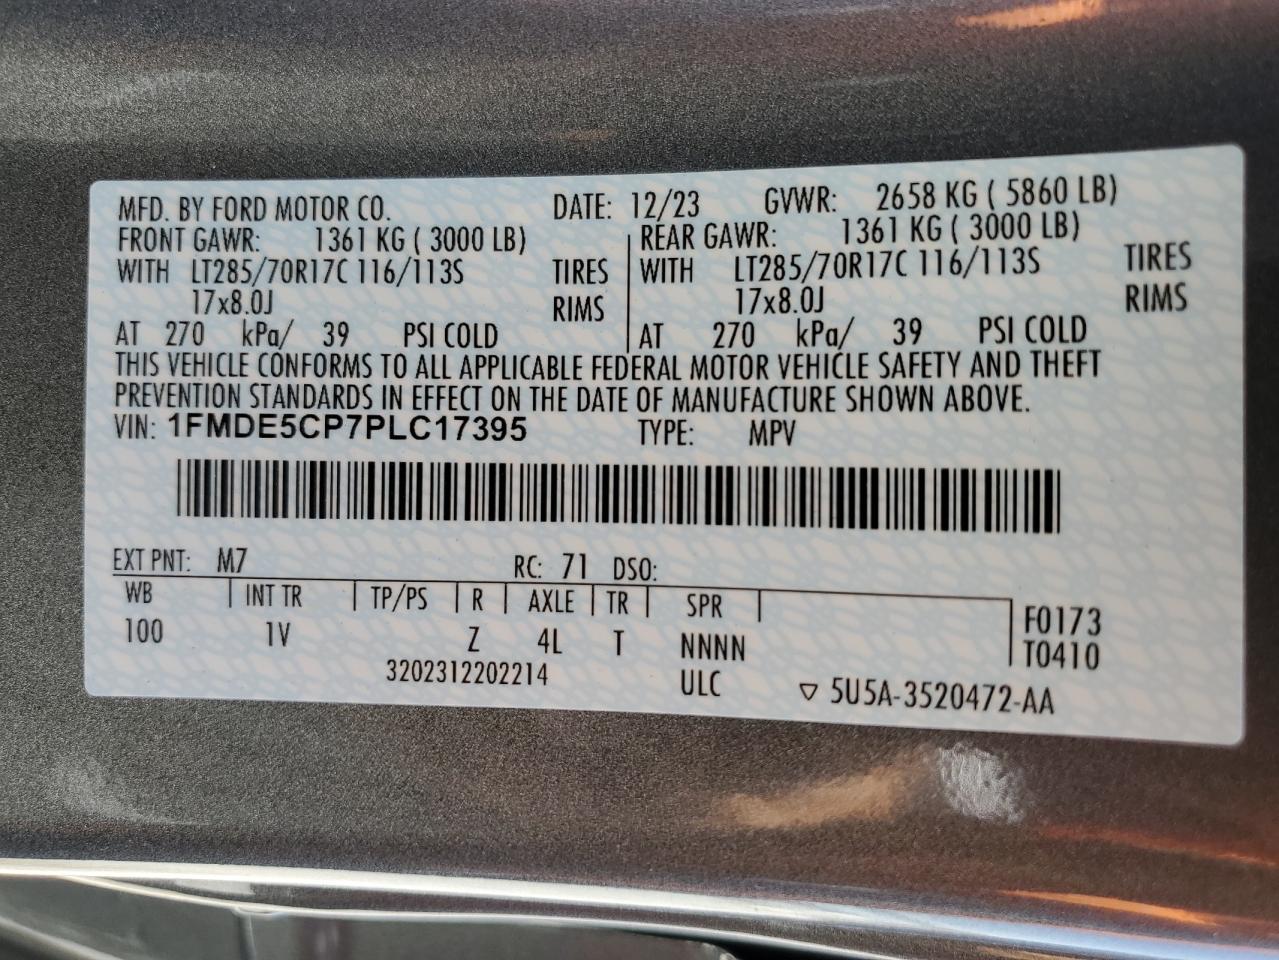 MFD. BY FORD MOTOR CO. DATE: 12/23 GVWR: 2658 KG ( 5860 LB)
FRONT GAWR: 1361 KG ( 3000 LB) REAR GAWR: 1361 KG ( 3000 LB)
WITH LT285/70R17C 116/113S TIRES WITH LT285/70R17C 116/113S TIRES
17x8.0J RIMS 17x8.0J RIMS
AT 270 kPa/ 39 PSI COLD AT 270 kPa/ 39 PSI COLD
THIS VEHICLE CONFORMS TO ALL APPLICABLE FEDERAL MOTOR VEHICLE SAFETY AND THEFT
PREVENTION STANDARDS IN EFFECT ON THE DATE OF MANUFACTURE SHOWN ABOVE.
VIN: 1FMDE5CP7PLC17395 TYPE: MPV
EXT PNT: M7 RC: 71 DSO:
WB INT TR TP/PS R AXLE TR SPR F0173
100 1V Z 4L T NNNN T0410
3202312202214 ULC ▽ 5U5A-3520472-AA